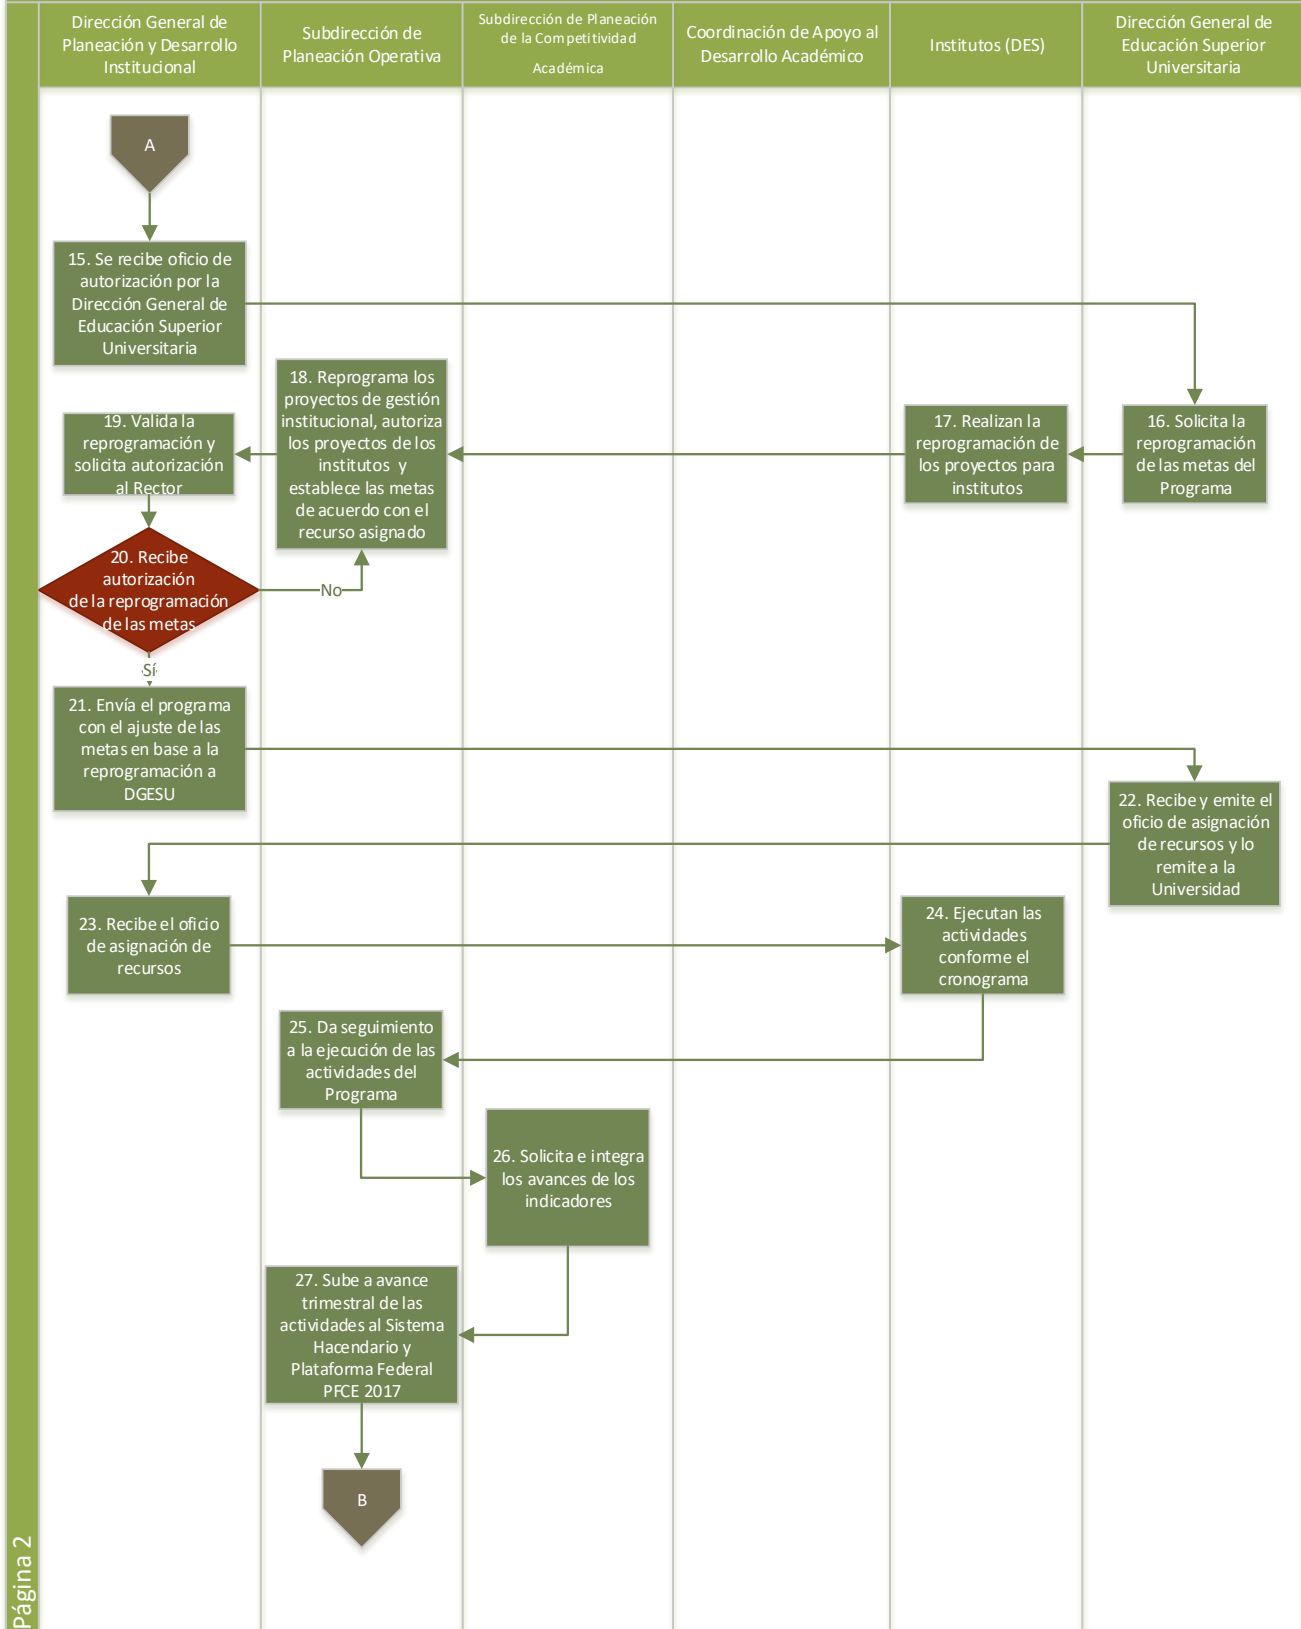 Dirección General de
Planeación y Desarrollo
Institucional
Subdirección de
Planeación Operativa
Subdirección de Planeación
de la Competitividad
Académica
Coordinación de Apoyo al
Desarrollo Académico
Institutos (DES)
Dirección General de
Educación Superior
Universitaria
A
15. Se recibe oficio de
autorización por la
Dirección General de
Educación Superior
Universitaria
16. Solicita la
reprogramación
de las metas del
Programa
17. Realizan la
reprogramación de
los proyectos para
institutos
18. Reprograma los
proyectos de gestión
institucional, autoriza
los proyectos de los
institutos y
establece las metas
de acuerdo con el
recurso asignado
19. Valida la
reprogramación y
solicita autorización
al Rector
20. Recibe
autorización
de la reprogramación
de las metas
No
Sí
21. Envía el programa
con el ajuste de las
metas en base a la
reprogramación a
DGESU
22. Recibe y emite el
oficio de asignación
de recursos y lo
remite a la
Universidad
23. Recibe el oficio
de asignación de
recursos
24. Ejecutan las
actividades
conforme el
cronograma
25. Da seguimiento
a la ejecución de las
actividades del
Programa
26. Solicita e integra
los avances de los
indicadores
27. Sube a avance
trimestral de las
actividades al Sistema
Hacendario y
Plataforma Federal
PFCE 2017
B
Página 2